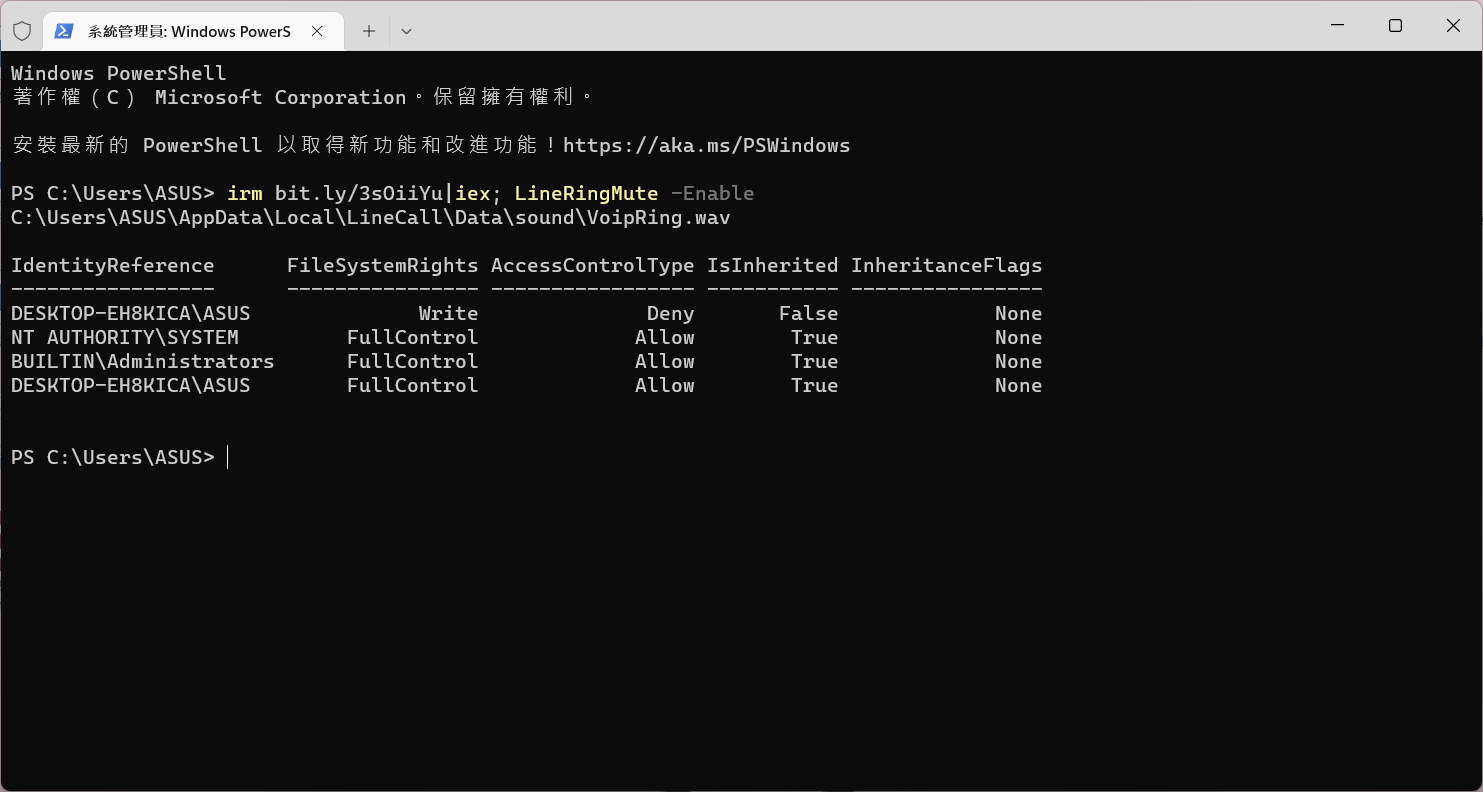 系統管理員: Windows PowerS
Windows PowerShell
著作權（C） Microsoft Corporation。保留擁有權利。
安裝最新的 PowerShell 以取得新功能和改進功能！https://aka.ms/PSWindows
PS C:\Users\ASUS> irm bit.ly/3sOiiYu|iex; LineRingMute -Enable
C:\Users\ASUS\AppData\Local\LineCall\Data\sound\VoipRing.wav
IdentityReference      FileSystemRights AccessControlType IsInherited InheritanceFlags
-----------------      ---------------- ----------------- ----------- ----------------
DESKTOP-EH8KICA\ASUS              Write              Deny       False             None
NT AUTHORITY\SYSTEM         FullControl             Allow        True             None
BUILTIN\Administrators      FullControl             Allow        True             None
DESKTOP-EH8KICA\ASUS        FullControl             Allow        True             None
PS C:\Users\ASUS>